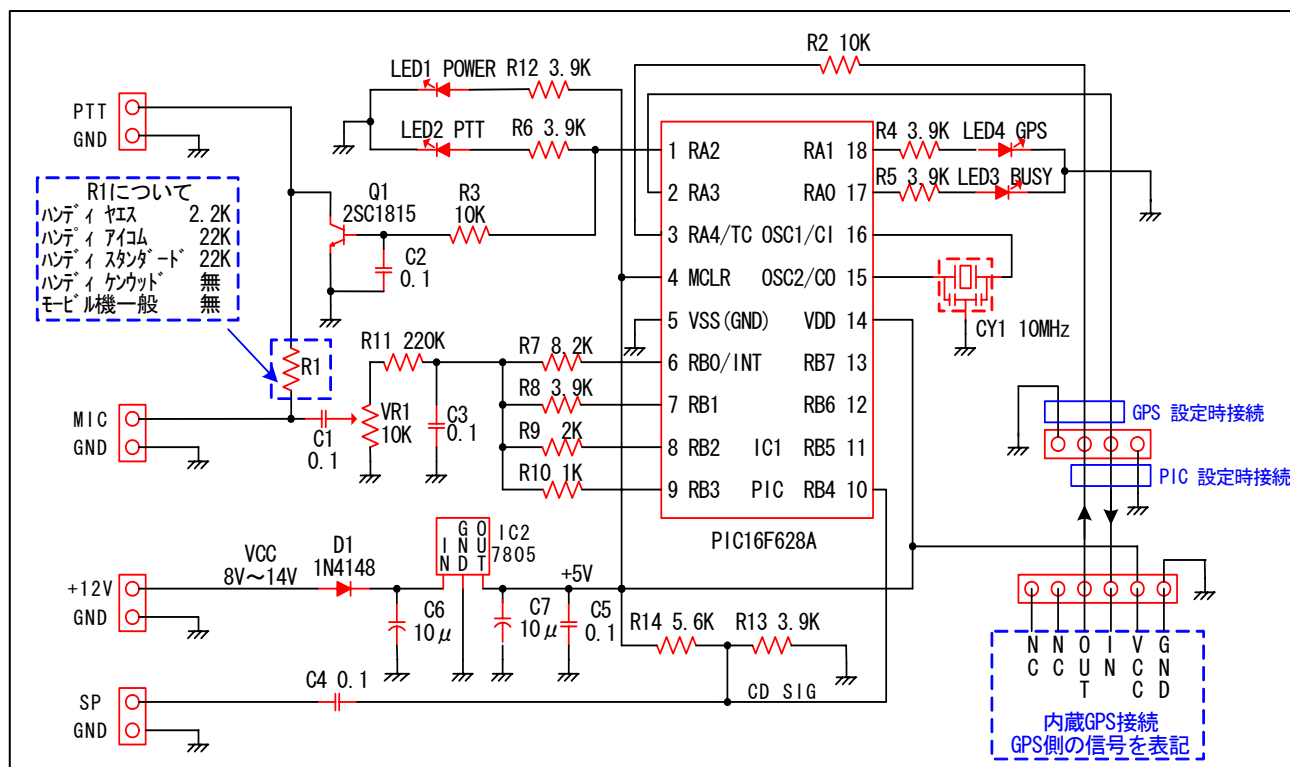 R2 10K
LED1 POWER
R12 3.9K
PTT
GND
LED2 PTT
R6 3.9K
1 RA2
RA1 18
R4 3.9K
LED4 GPS
2 RA3
RA0 17
R5 3.9K
LED3 BUSY
R1について
ﾊﾝﾃﾞｨ ﾔｴｽ 2.2K
ﾊﾝﾃﾞｨ ｱｲｺﾑ 22K
ﾊﾝﾃﾞｨ ｽﾀﾝﾀﾞｰﾄﾞ 22K
ﾊﾝﾃﾞｨ ｹﾝｳｯﾄﾞ 無
ﾓｰﾋﾞﾙ機一般 無
Q1
2SC1815
R3
10K
C2
0.1
3 RA4/TC
OSC1/CI 16
4 MCLR
OSC2/CO 15
5 VSS(GND)
VDD 14
CY1 10MHz
R11 220K
R7 8.2K
6 RB0/INT
RB7 13
R1
R8 3.9K
7 RB1
RB6 12
MIC
GND
C1
0.1
VR1
10K
C3
0.1
R9 2K
8 RB2
IC1
RB5 11
R10 1K
9 RB3
PIC
RB4 10
PIC16F628A
GPS 設定時接続
PIC 設定時接続
+12V
GND
VCC
8V～14V
D1
1N4148
IN
GND
OUT
IC2
7805
+5V
C6
10μ
C7
10μ
C5
0.1
R14 5.6K
R13 3.9K
SP
GND
C4 0.1
CD SIG
NC
NC
OUT
IN
VCC
GND
内蔵GPS接続
GPS側の信号を表記